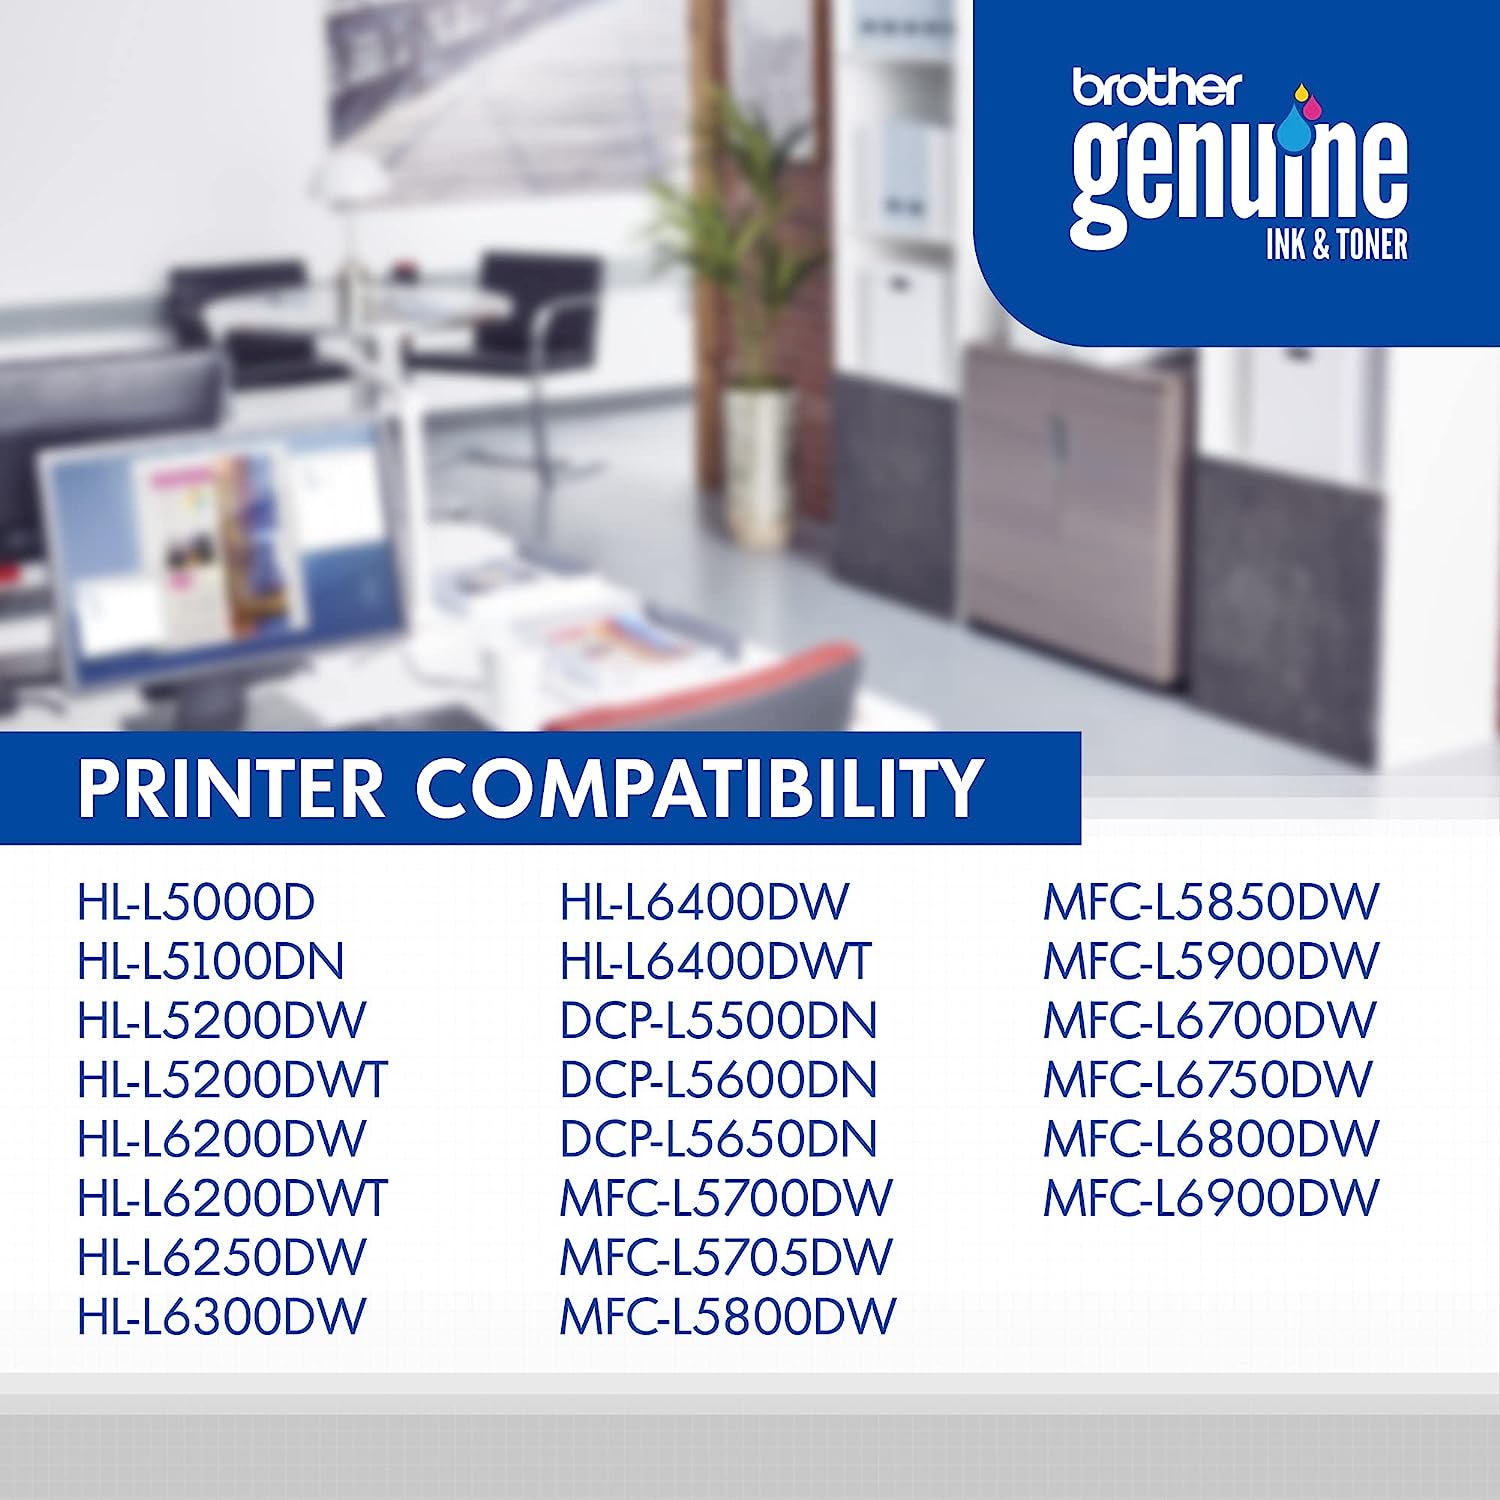 brother
genuine
INK & TONER
PRINTER COMPATIBILITY
HL-L5000D
HL-L5100DN
HL-L5200DW
HL-L5200DWT
HL-L6200DW
HL-L6200DWT
HL-L6250DW
HL-L6300DW
HL-L6400DW
HL-L6400DWT
DCP-L5500DN
DCP-L5600DN
DCP-L5650DN
MFC-L5700DW
MFC-L5705DW
MFC-L5800DW
MFC-L5850DW
MFC-L5900DW
MFC-L6700DW
MFC-L6750DW
MFC-L6800DW
MFC-L6900DW